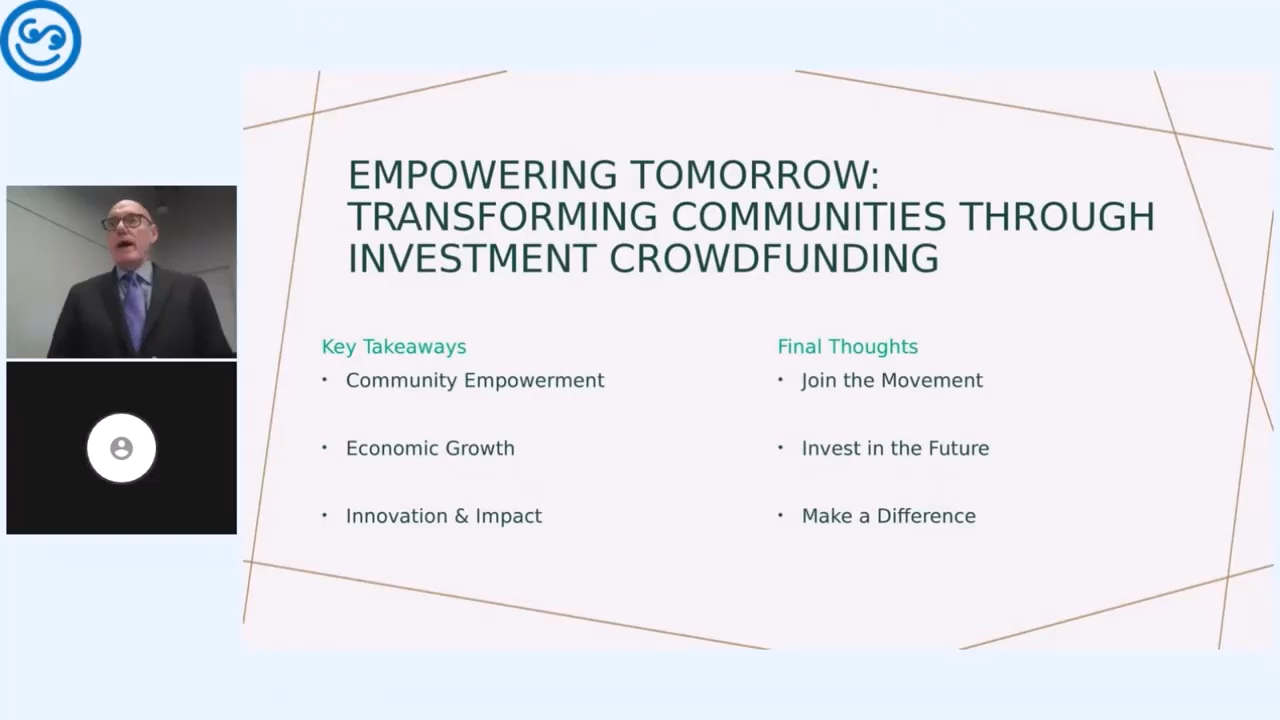 EMPOWERING TOMORROW:
TRANSFORMING COMMUNITIES THROUGH
INVESTMENT CROWDFUNDING
Key Takeaways
• Community Empowerment
• Economic Growth
• Innovation & Impact
Final Thoughts
• Join the Movement
• Invest in the Future
• Make a Difference